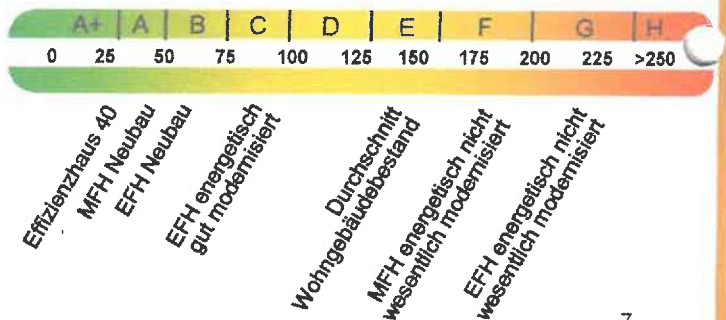 A+ A B C D E F G H
0 25 50 75 100 125 150 175 200 225 >250
Effizienzhaus 40
MFH Neubau
EFH Neubau
EFH energetisch
gut modernisiert
Durchschnitt
Wohngebäudebestand
MFH energetisch nicht
wesentlich modernisiert
EFH energetisch nicht
wesentlich modernisiert
7